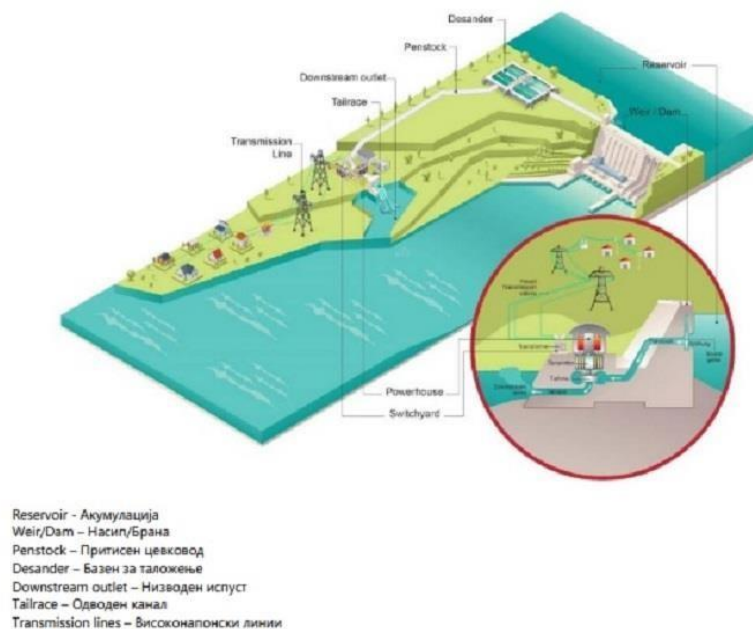 Desander
Penstock
Reservoir
Downstream outlet
Weir / Dam
Tailrace
Transmission
Line
Powerhouse
Switchyard
Reservoir - Акумулација
Weir/Dam – Насип/Брана
Penstock – Притисен цевковод
Desander – Базен за таложење
Downstream outlet – Низводен испуст
Tailrace – Одводен канал
Transmission lines – Високонапонски линии